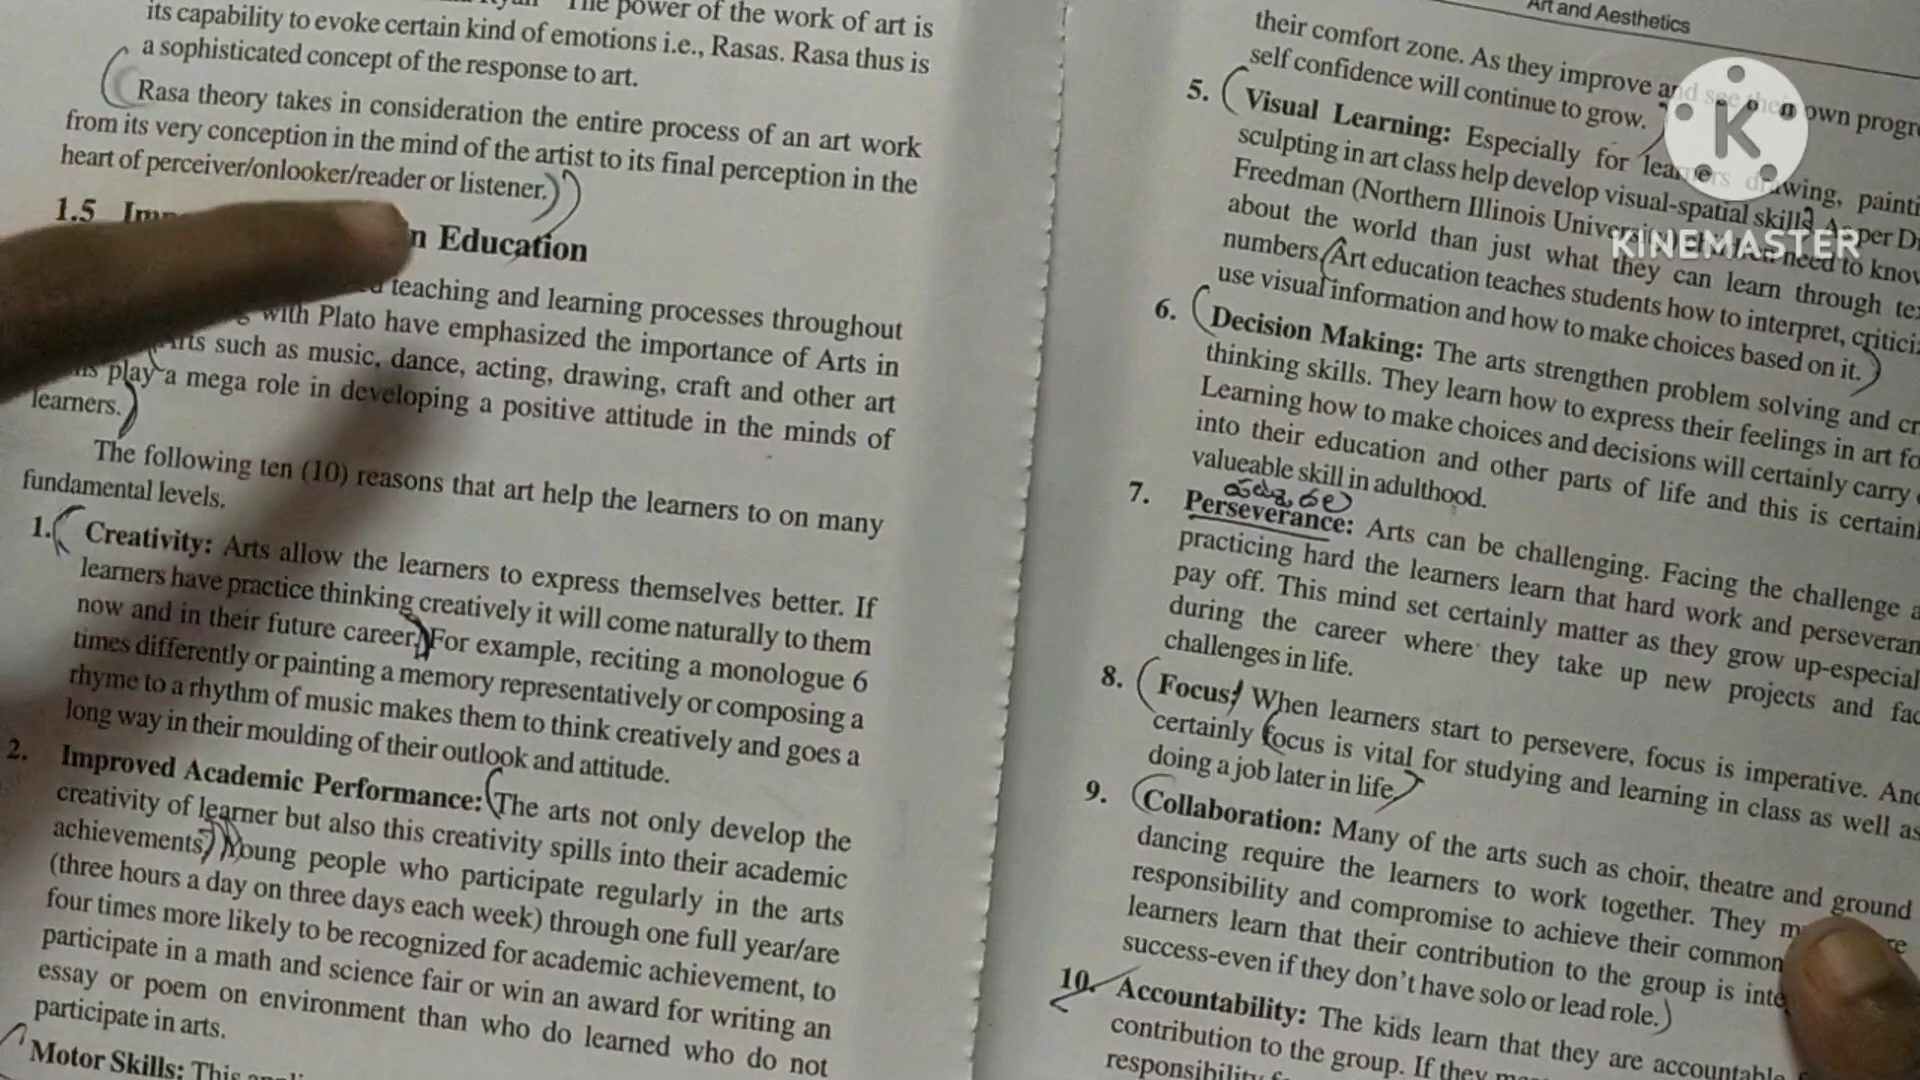 The power of the work of art is
its capability to evoke certain kind of emotions i.e., Rasas. Rasa thus is
a sophisticated concept of the response to art.
Rasa theory takes in consideration the entire process of an art work
from its very conception in the mind of the artist to its final perception in the
heart of perceiver/onlooker/reader or listener.
1.5 Education
teaching and learning processes throughout
with Plato have emphasized the importance of Arts in
Arts such as music, dance, acting, drawing, craft and other art
play a mega role in developing a positive attitude in the minds of
learners.
The following ten (10) reasons that art help the learners to on many
fundamental levels.
1. Creativity: Arts allow the learners to express themselves better. If
learners have practice thinking creatively it will come naturally to them
now and in their future career. For example, reciting a monologue 6
times differently or painting a memory representatively or composing a
rhyme to a rhythm of music makes them to think creatively and goes a
long way in their moulding of their outlook and attitude.
2. Improved Academic Performance: The arts not only develop the
creativity of learner but also this creativity spills into their academic
achievements. Young people who participate regularly in the arts
(three hours a day on three days each week) through one full year/are
four times more likely to be recognized for academic achievement, to
participate in a math and science fair or win an award for writing an
essay or poem on environment than who do learned who do not
participate in arts.
Motor Skills: This
Art and Aesthetics
their comfort zone. As they improve and see their own
self confidence will continue to grow.
5. Visual Learning: Especially for learners drawing,
sculpting in art class help develop visual-spatial skills. As per
Freedman (Northern Illinois need to
about the world than just what they can learn through
numbers. Art education teaches students how to interpret,
use visual information and how to make choices based on it.
6. Decision Making: The arts strengthen problem solving and
thinking skills. They learn how to express their feelings in art
Learning how to make choices and decisions will certainly carry
into their education and other parts of life and this is
valueable skill in adulthood.
7. Perseverance: Arts can be challenging. Facing the challenge
practicing hard the learners learn that hard work and
pay off. This mind set certainly matter as they grow
during the career where they take up new projects and
challenges in life.
8. Focus: When learners start to persevere, focus is imperative.
certainly focus is vital for studying and learning in class as well as
doing a job later in life.
9. Collaboration: Many of the arts such as choir, theatre and ground
dancing require the learners to work together. They
responsibility and compromise to achieve their common
learners learn that their contribution to the group is
success-even if they don't have solo or lead role.
10. Accountability: The kids learn that they are
contribution to the group. If they
responsibility
K
KINEMASTER